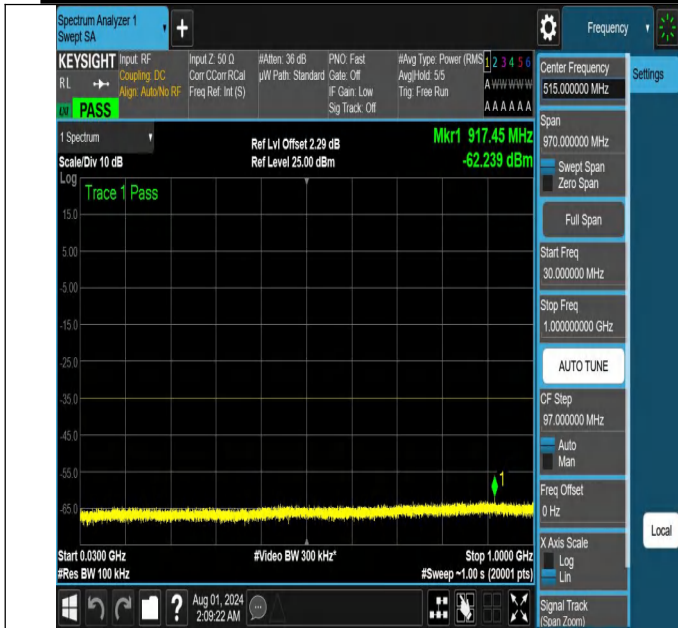 Spectrum Analyzer 1
Swept SA
+
Frequency
KEYSIGHT
RL
PASS
Input: RF
Coupling: DC
Align: Auto/No RF
Input Z: 50 Ω
Corr CCorr RCal
Freq Ref: Int (S)
#Atten: 36 dB
µW Path: Standard
PNO: Fast
Gate: Off
IF Gain: Low
Sig Track: Off
#Avg Type: Power (RMS
Avg|Hold: 5/5
Trig: Free Run
1 2 3 4 5 6
A W W W W W
A A A A A A
1 Spectrum
Scale/Div 10 dB
Ref Lvl Offset 2.29 dB
Ref Level 25.00 dBm
Mkr1 917.45 MHz
-62.239 dBm
Log
Trace 1 Pass
15.0
5.00
-5.00
-15.0
-25.0
-35.0
-45.0
-55.0
-65.0
1
Start 0.0300 GHz
#Res BW 100 kHz
#Video BW 300 kHz*
Stop 1.0000 GHz
#Sweep ~1.00 s (20001 pts)
?
Aug 01, 2024
2:09:22 AM
Center Frequency
515.000000 MHz
Settings
Span
970.000000 MHz
Swept Span
Zero Span
Full Span
Start Freq
30.000000 MHz
Stop Freq
1.000000000 GHz
AUTO TUNE
CF Step
97.000000 MHz
Auto
Man
Freq Offset
0 Hz
Local
X Axis Scale
Log
Lin
Signal Track
(Span Zoom)